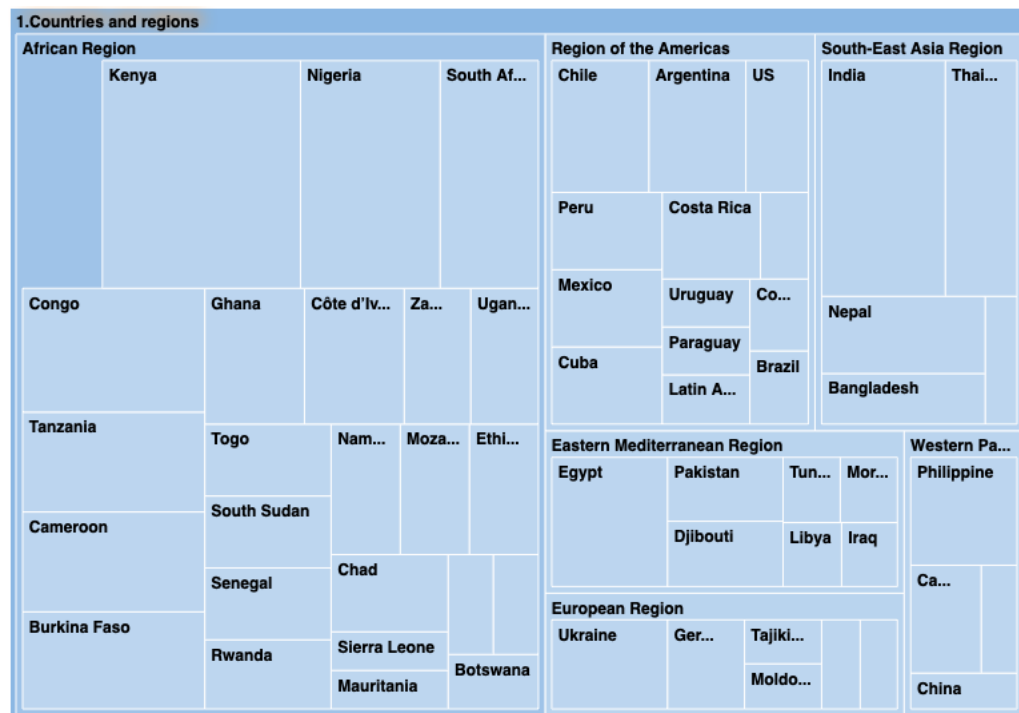 1.Countries and regions
African Region
Kenya
Nigeria
South Af...
Congo
Ghana
Côte d'Iv...
Za...
Ugan...
Tanzania
Togo
Nam...
Moza...
Ethi...
South Sudan
Cameroon
Senegal
Chad
Burkina Faso
Rwanda
Sierra Leone
Mauritania
Botswana
Region of the Americas
Chile
Argentina
US
Peru
Costa Rica
Mexico
Uruguay
Co...
Paraguay
Cuba
Brazil
Latin A...
South-East Asia Region
India
Thai...
Nepal
Bangladesh
Eastern Mediterranean Region
Egypt
Pakistan
Tun...
Mor...
Djibouti
Libya
Iraq
Western Pa...
Philippine
Ca...
China
European Region
Ukraine
Ger...
Tajiki...
Moldo...